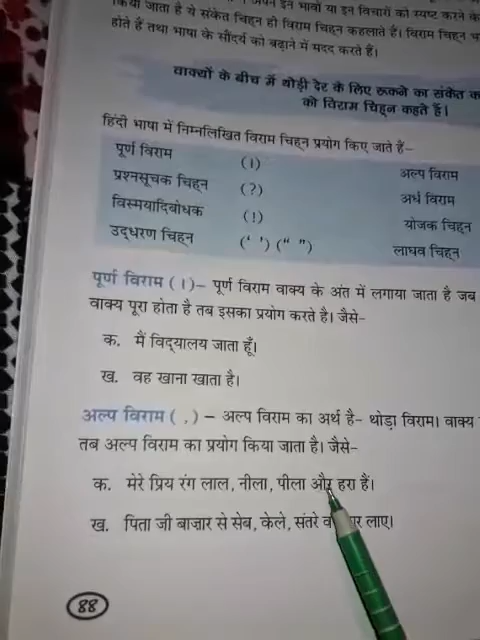 किया जाता है ये संकेत चिह्न ही विराम चिह्न कहलाते हैं। विराम चिह्न
होते हैं तथा भाषा के सौंदर्य को बढ़ाने में मदद करते हैं।
वाक्यों के बीच में थोड़ी देर के लिए रुकने का संकेत
को विराम चिह्न कहते हैं।
हिंदी भाषा में निम्नलिखित विराम चिह्न प्रयोग किए जाते हैं-
पूर्ण विराम (।) अल्प विराम
प्रश्नसूचक चिह्न (?) अर्ध विराम
विस्मयादिबोधक (!) योजक चिह्न
उद्धरण चिह्न (‘ ’) (“ ”) लाघव चिह्न
पूर्ण विराम (।)– पूर्ण विराम वाक्य के अंत में लगाया जाता है जब
वाक्य पूरा होता है तब इसका प्रयोग करते है। जैसे–
क. मैं विद्यालय जाता हूँ।
ख. वह खाना खाता है।
अल्प विराम ( , ) – अल्प विराम का अर्थ है- थोड़ा विराम। वाक्य
तब अल्प विराम का प्रयोग किया जाता है। जैसे–
क. मेरे प्रिय रंग लाल, नीला, पीला और हरा हैं।
ख. पिता जी बाज़ार से सेब, केले, संतरे लाए।
88